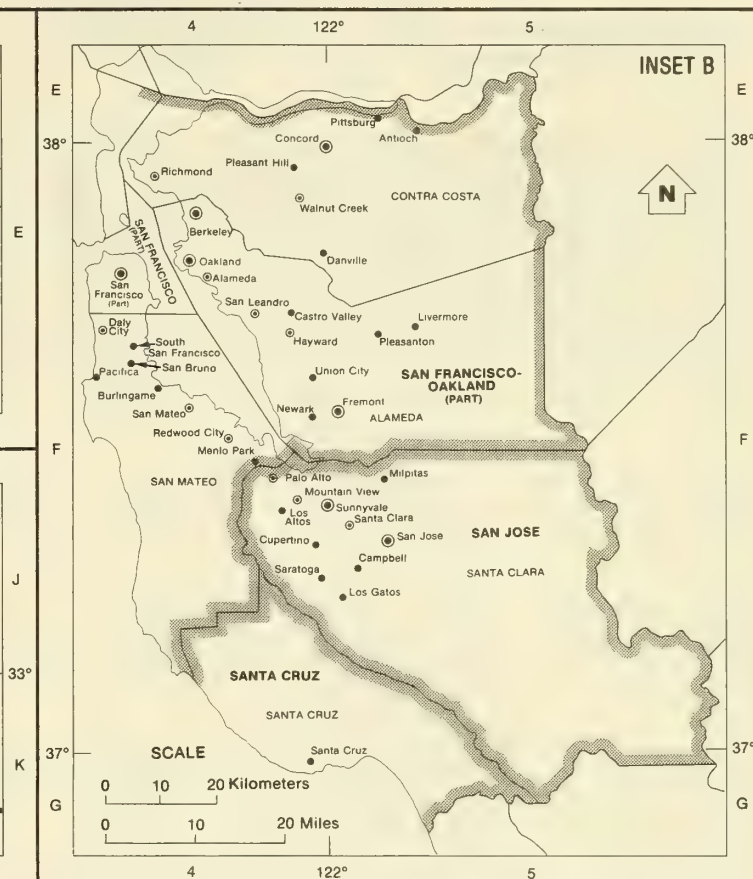 4 122° 5
INSET B
E E
38° 38°
N
Pittsburg
Concord
Antioch
Pleasant Hill
Richmond
CONTRA COSTA
Walnut Creek
E
Berkeley
SAN FRANCISCO
(PART)
Oakland
Danville
Alameda
San
Francisco
(Part)
San Leandro
Castro Valley
Livermore
Daly
City
Hayward
Pleasanton
South
San Francisco
San Bruno
Pacifica
Union City
SAN FRANCISCO-
OAKLAND
(PART)
Burlingame
Fremont
San Mateo
Newark
ALAMEDA
Redwood City
F F
Menlo Park
Milpitas
SAN MATEO
Palo Alto
Mountain View
Los
Altos
Sunnyvale
Santa Clara
Cupertino
San Jose
SAN JOSE
Campbell
Saratoga
SANTA CLARA
J
Los Gatos
33°
SANTA CRUZ
SANTA CRUZ
37° 37°
SCALE
Santa Cruz
K
0 10 20 Kilometers
G G
0 10 20 Miles
4 122° 5